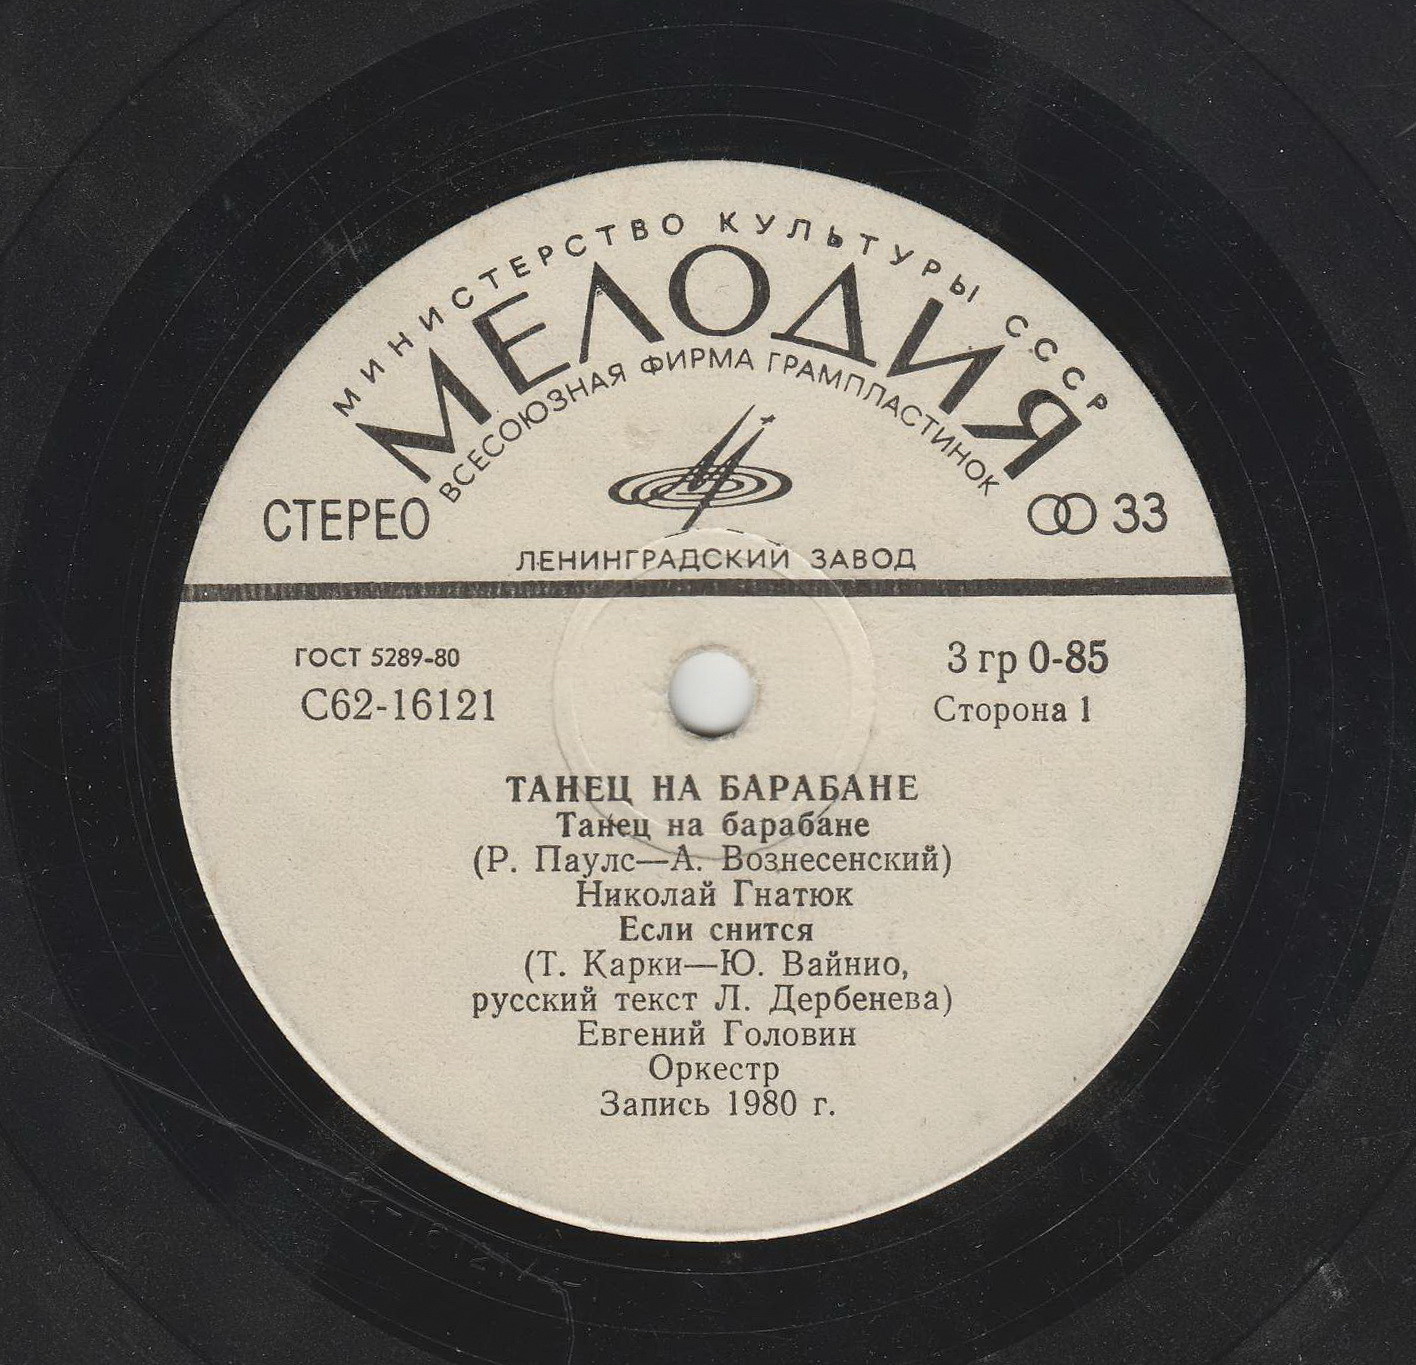 МИНИСТЕРСТВО КУЛЬТУРЫ СССР
МЕЛОДИЯ
ВСЕСОЮЗНАЯ ФИРМА ГРАМПЛАСТИНОК
СТЕРЕО
33
ЛЕНИНГРАДСКИЙ ЗАВОД
ГОСТ 5289-80
3 гр 0-85
С62-16121
Сторона 1
ТАНЕЦ НА БАРАБАНЕ
Танец на барабане
(Р. Паулс—А. Вознесенский)
Николай Гнатюк
Если снится
(Т. Карки—Ю. Вайнио,
русский текст Л. Дербенева)
Евгений Головин
Оркестр
Запись 1980 г.